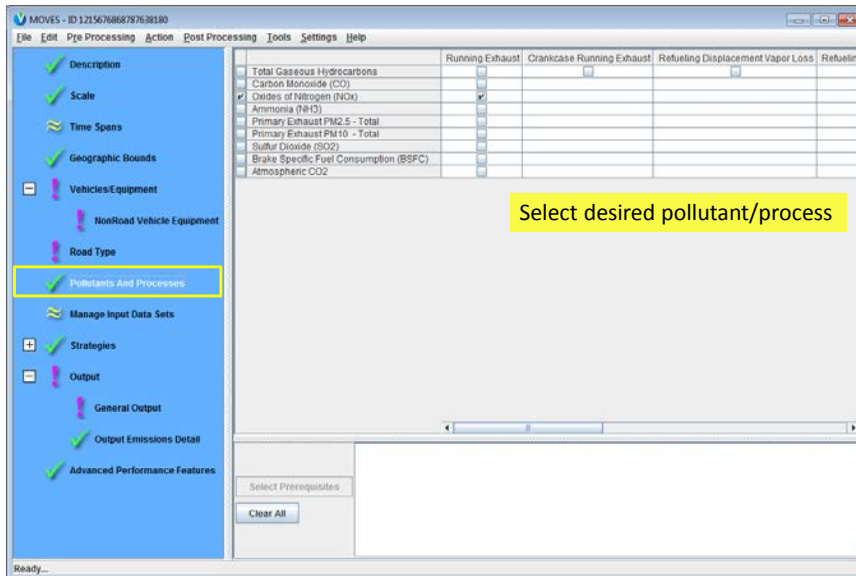 MOVES - ID 1215676868787638180
File Edit Pre Processing Action Post Processing Tools Settings Help
Description
Scale
Time Spans
Geographic Bounds
Vehicles/Equipment
NonRoad Vehicle Equipment
Road Type
Pollutants And Processes
Manage Input Data Sets
Strategies
Output
General Output
Output Emissions Detail
Advanced Performance Features
Running Exhaust Crankcase Running Exhaust Refueling Displacement Vapor Loss Refuelin
Total Gaseous Hydrocarbons
Carbon Monoxide (CO)
Oxides of Nitrogen (NOx)
Ammonia (NH3)
Primary Exhaust PM2.5 - Total
Primary Exhaust PM10 - Total
Sulfur Dioxide (SO2)
Brake Specific Fuel Consumption (BSFC)
Atmospheric CO2
Select desired pollutant/process
Select Prerequisites
Clear All
Ready...